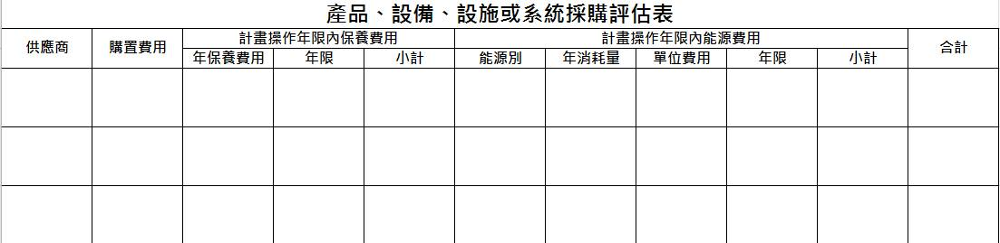 產品、設備、設施或系統採購評估表
供應商 購置費用 計畫操作年限內保養費用 計畫操作年限內能源費用 合計
年保養費用 年限 小計 能源別 年消耗量 單位費用 年限 小計